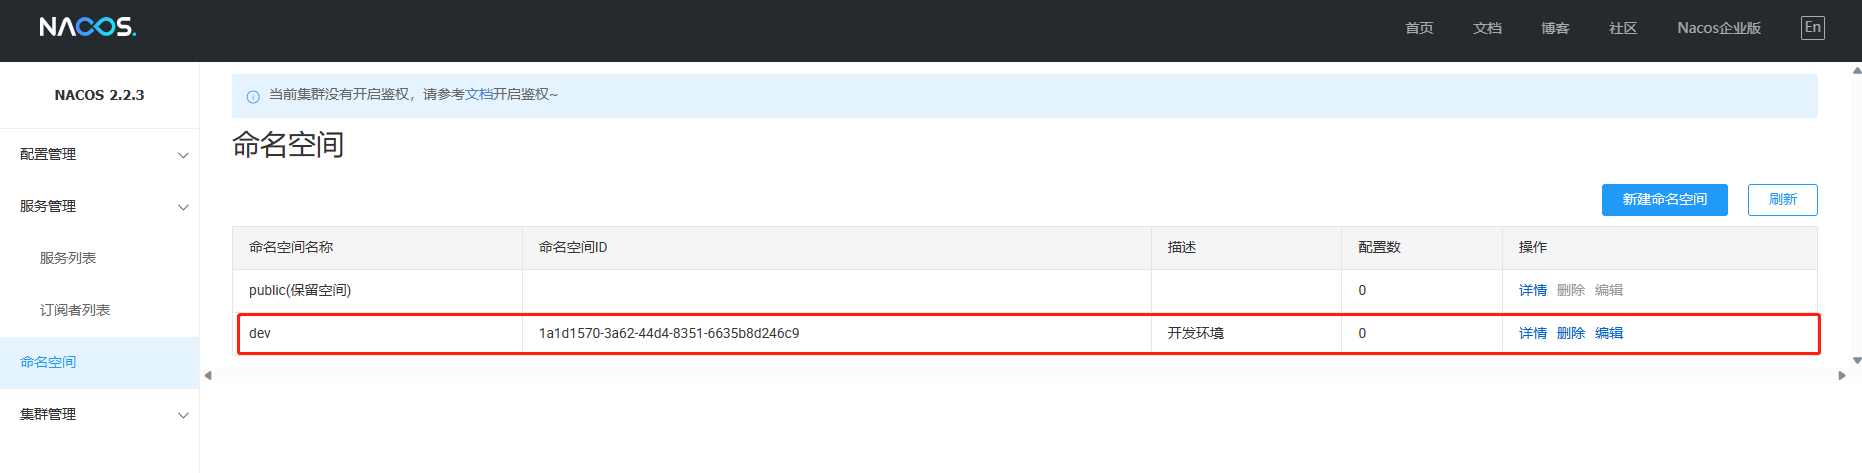 NACOS.
首页 文档 博客 社区 Nacos企业版 En
NACOS 2.2.3
配置管理
服务管理
服务列表
订阅者列表
命名空间
集群管理
当前集群没有开启鉴权，请参考文档开启鉴权~
命名空间
新建命名空间 刷新
命名空间名称 命名空间ID 描述 配置数 操作
public(保留空间) 0 详情 删除 编辑
dev 1a1d1570-3a62-44d4-8351-6635b8d246c9 开发环境 0 详情 删除 编辑